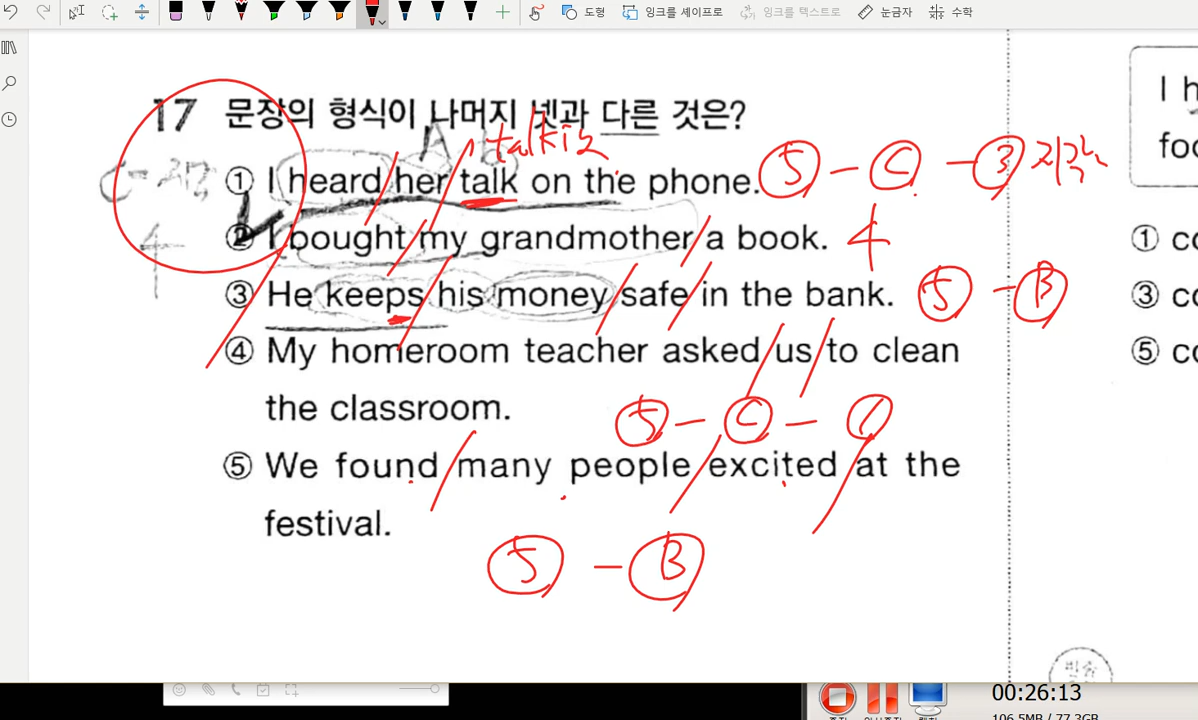 도형 잉크를 셰이프로 잉크를 텍스트로 눈금자 수학
17 문장의 형식이 나머지 넷과 다른 것은?
talking
① I heard her talk on the phone. ⑤ - Ⓒ - ③ 지각
② I bought my grandmother a book. 4
4
③ He keeps his money safe in the bank. ⑤ - Ⓑ
④ My homeroom teacher asked us to clean
the classroom.
⑤ - Ⓒ - ①
⑤ We found many people excited at the
festival.
⑤ - Ⓑ
I h
foo
① co
③ co
⑤ co
00:26:13
106.5MB / 77.3GB